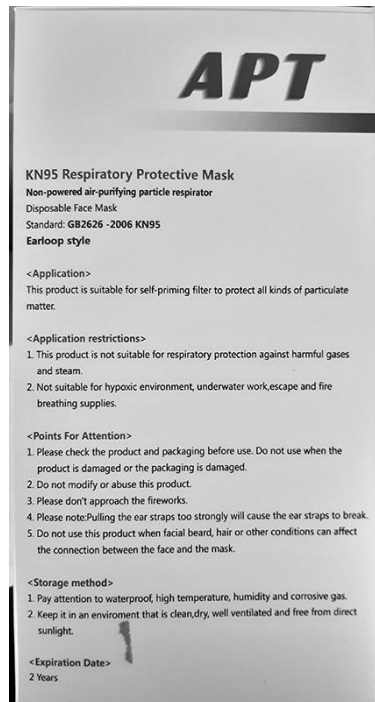 APT
KN95 Respiratory Protective Mask
Non-powered air-purifying particle respirator
Disposable Face Mask
Standard: GB2626 -2006 KN95
Earloop style
<Application>
This product is suitable for self-priming filter to protect all kinds of particulate
matter.
<Application restrictions>
1. This product is not suitable for respiratory protection against harmful gases
and steam.
2. Not suitable for hypoxic environment, underwater work,escape and fire
breathing supplies.
<Points For Attention>
1. Please check the product and packaging before use. Do not use when the
product is damaged or the packaging is damaged.
2. Do not modify or abuse this product.
3. Please don't approach the fireworks.
4. Please note:Pulling the ear straps too strongly will cause the ear straps to break.
5. Do not use this product when facial beard, hair or other conditions can affect
the connection between the face and the mask.
<Storage method>
1. Pay attention to waterproof, high temperature, humidity and corrosive gas.
2. Keep it in an enviroment that is clean,dry, well ventilated and free from direct
sunlight.
<Expiration Date>
2 Years